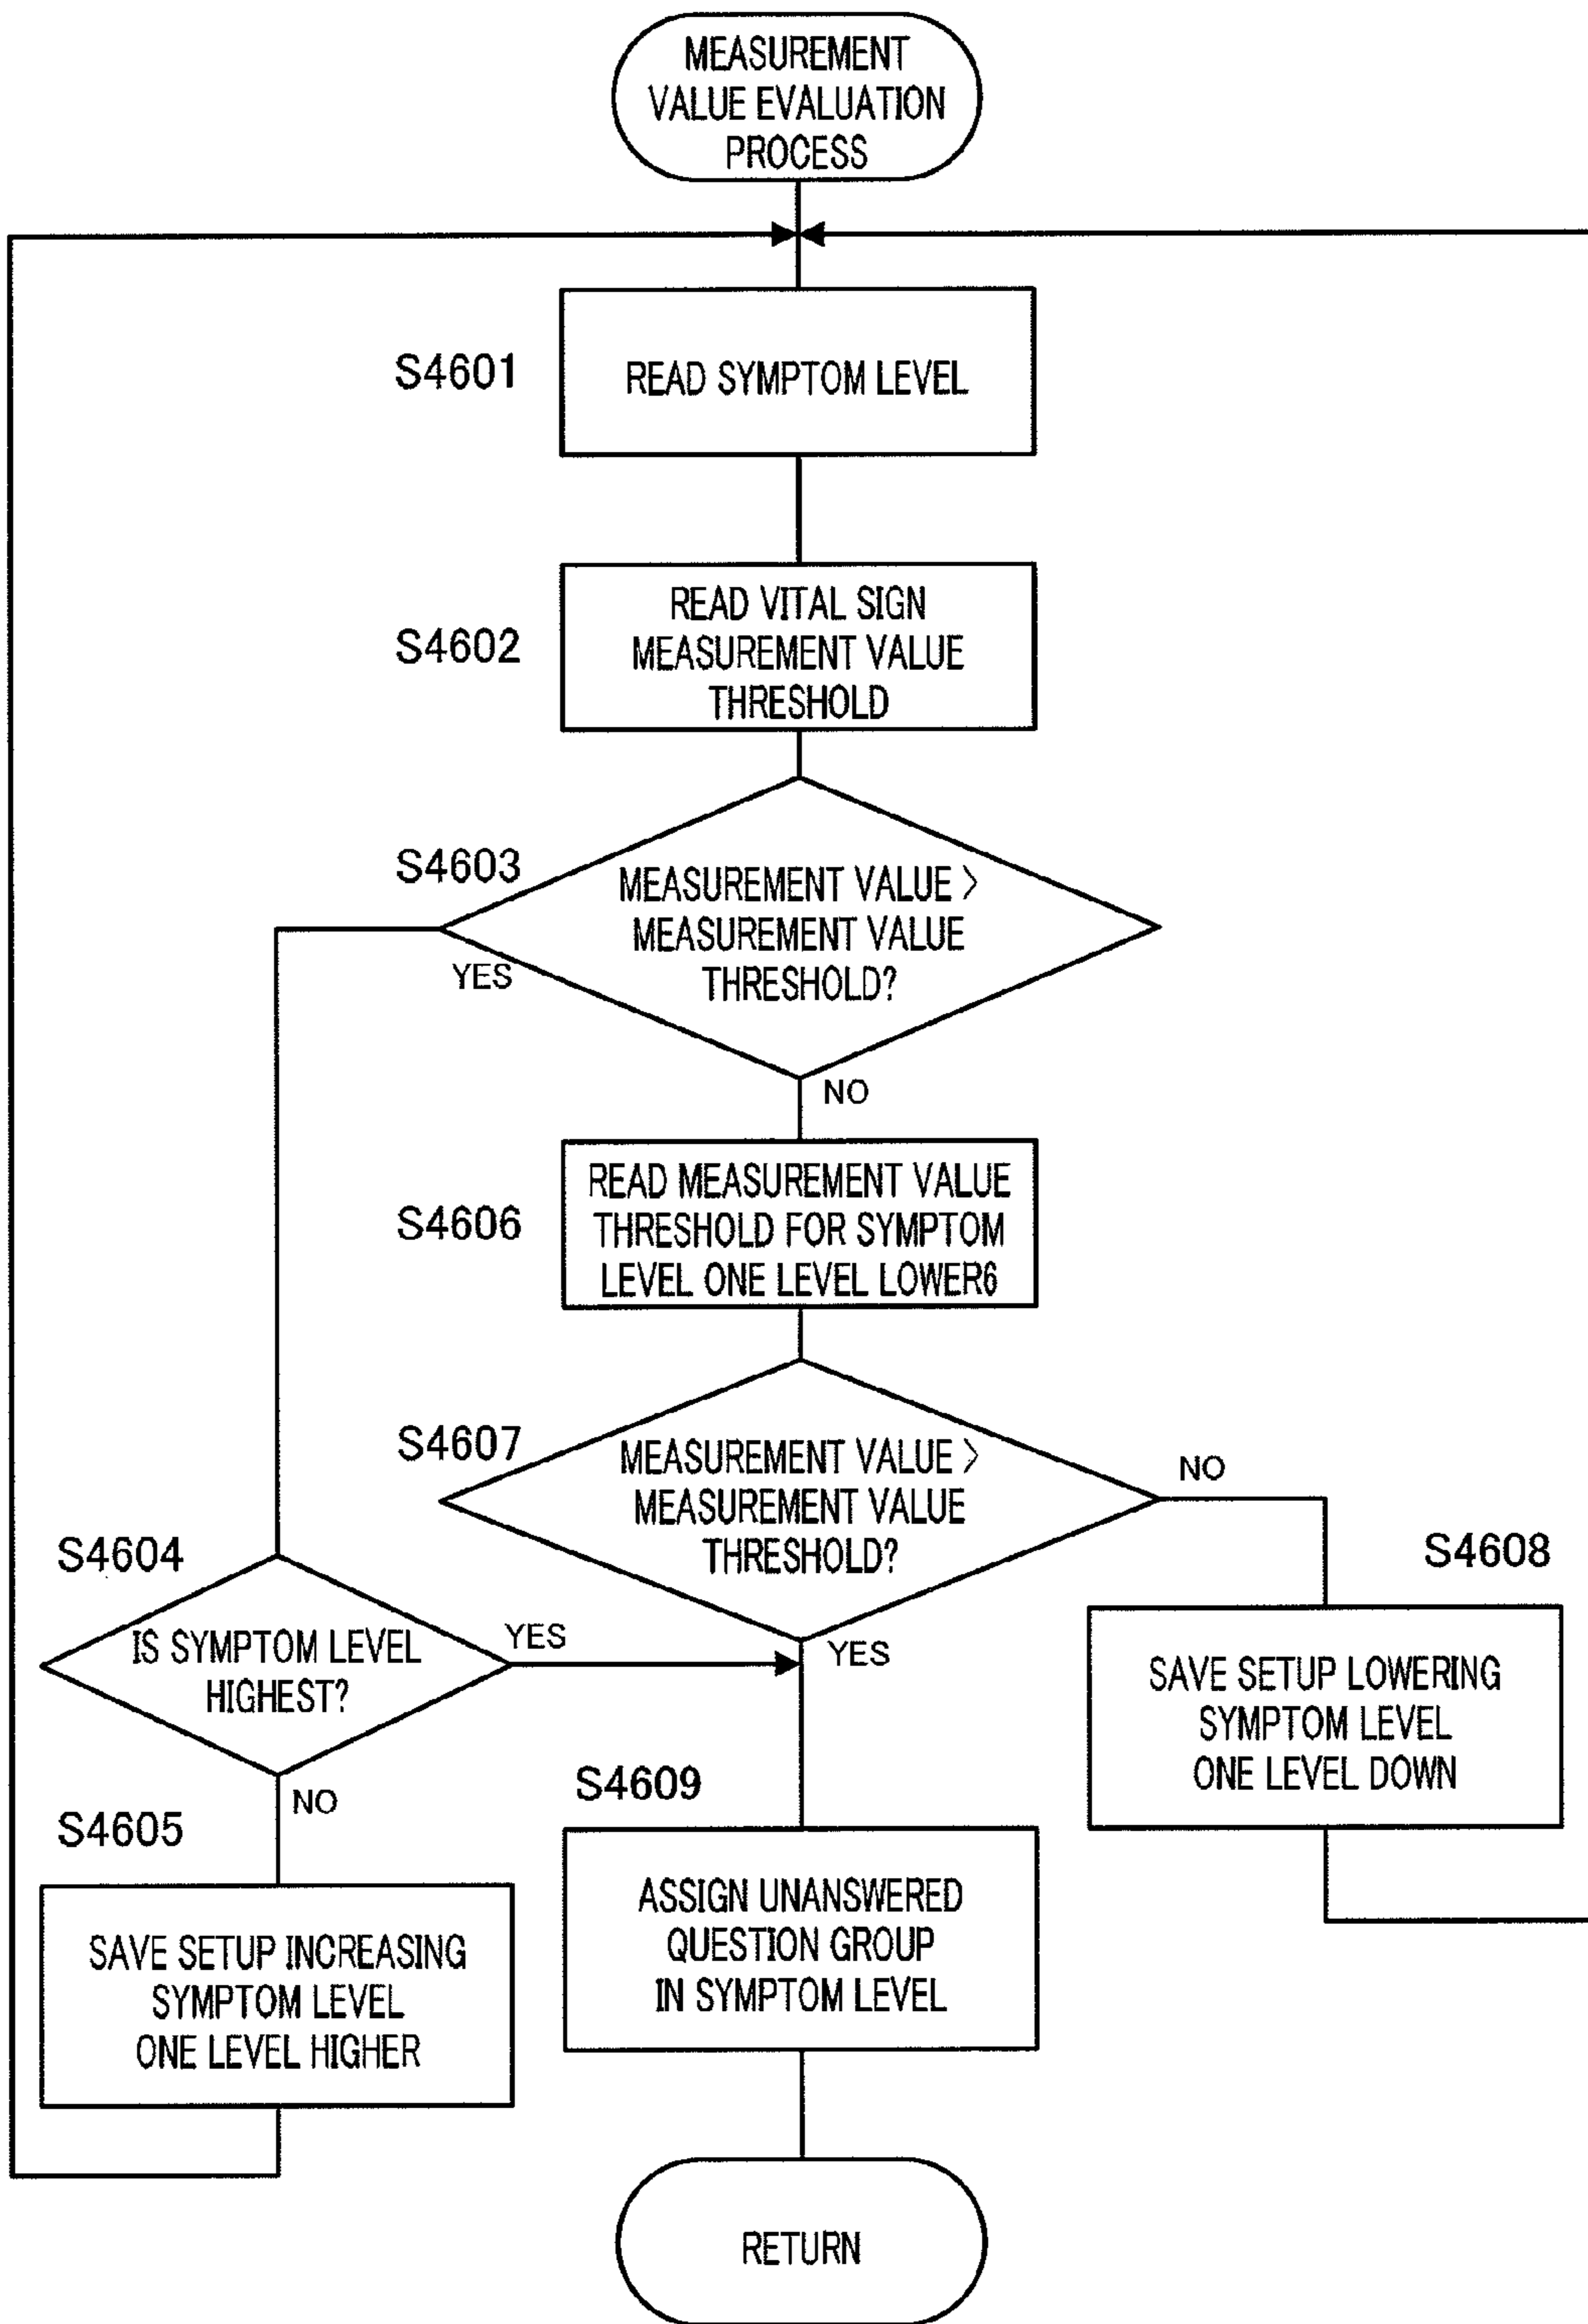 MEASUREMENT
VALUE EVALUATION
PROCESS
S4601
READ SYMPTOM LEVEL
S4602
READ VITAL SIGN
MEASUREMENT VALUE
THRESHOLD
S4603
MEASUREMENT VALUE >
MEASUREMENT VALUE
THRESHOLD?
YES
NO
S4606
READ MEASUREMENT VALUE
THRESHOLD FOR SYMPTOM
LEVEL ONE LEVEL LOWER6
S4607
MEASUREMENT VALUE >
MEASUREMENT VALUE
THRESHOLD?
NO
YES
S4604
IS SYMPTOM LEVEL
HIGHEST?
YES
NO
S4608
SAVE SETUP LOWERING
SYMPTOM LEVEL
ONE LEVEL DOWN
S4605
SAVE SETUP INCREASING
SYMPTOM LEVEL
ONE LEVEL HIGHER
S4609
ASSIGN UNANSWERED
QUESTION GROUP
IN SYMPTOM LEVEL
RETURN